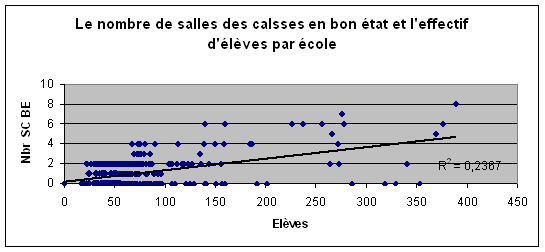 Le nombre de salles des calsses en bon état et l'effectif
d'élèves par école
10
8
6
4
2
0
Nbr SC BE
R² = 0,2367
0 50 100 150 200 250 300 350 400 450
Elèves